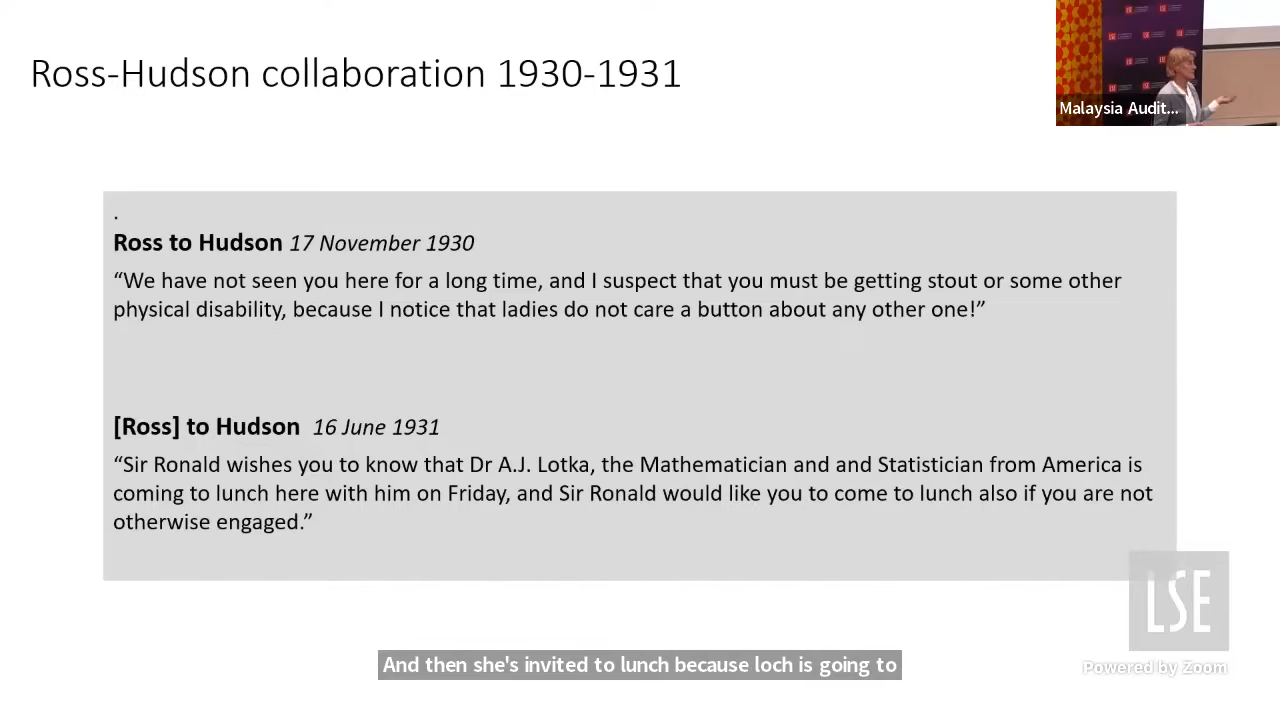 Ross-Hudson collaboration 1930-1931
Malaysia Audit...
.
Ross to Hudson 17 November 1930
“We have not seen you here for a long time, and I suspect that you must be getting stout or some other
physical disability, because I notice that ladies do not care a button about any other one!”
[Ross] to Hudson 16 June 1931
“Sir Ronald wishes you to know that Dr A.J. Lotka, the Mathematician and and Statistician from America is
coming to lunch here with him on Friday, and Sir Ronald would like you to come to lunch also if you are not
otherwise engaged.”
LSE
And then she's invited to lunch because loch is going to
Powered by Zoom